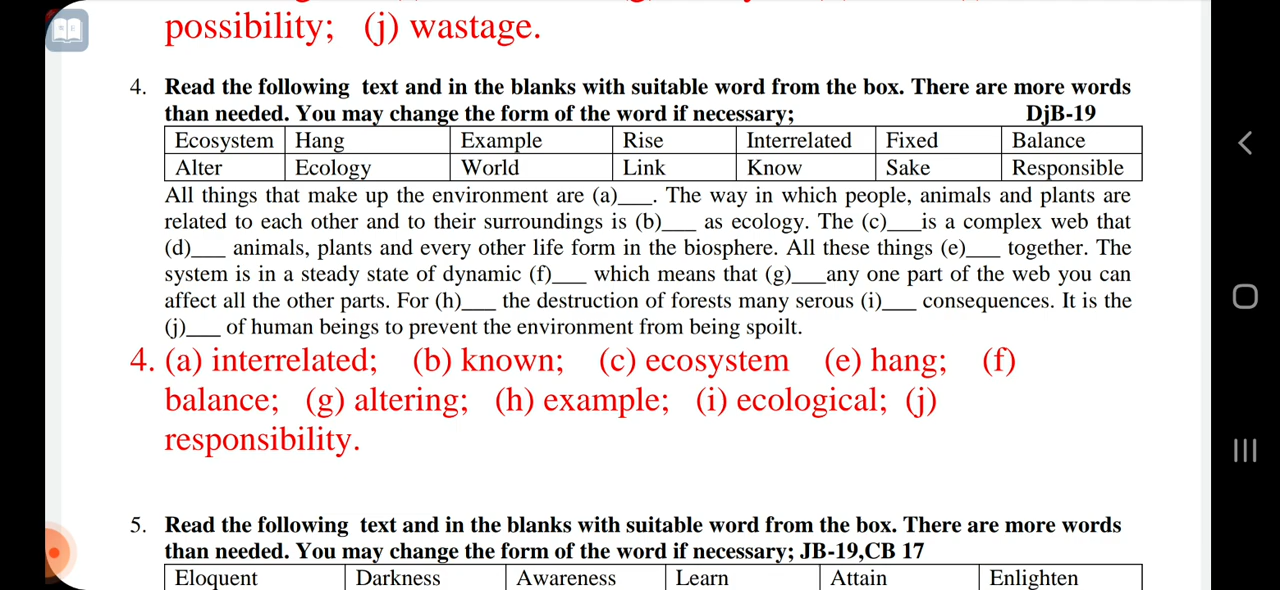 possibility; (j) wastage.
4. Read the following text and in the blanks with suitable word from the box. There are more words
than needed. You may change the form of the word if necessary; DjB-19
Ecosystem Hang Example Rise Interrelated Fixed Balance
Alter Ecology World Link Know Sake Responsible
All things that make up the environment are (a)___. The way in which people, animals and plants are
related to each other and to their surroundings is (b)___ as ecology. The (c)___is a complex web that
(d)___ animals, plants and every other life form in the biosphere. All these things (e)___ together. The
system is in a steady state of dynamic (f)___ which means that (g)___any one part of the web you can
affect all the other parts. For (h)___ the destruction of forests many serous (i)___ consequences. It is the
(j)___ of human beings to prevent the environment from being spoilt.
4. (a) interrelated; (b) known; (c) ecosystem (e) hang; (f)
balance; (g) altering; (h) example; (i) ecological; (j)
responsibility.
5. Read the following text and in the blanks with suitable word from the box. There are more words
than needed. You may change the form of the word if necessary; JB-19,CB 17
Eloquent Darkness Awareness Learn Attain Enlighten